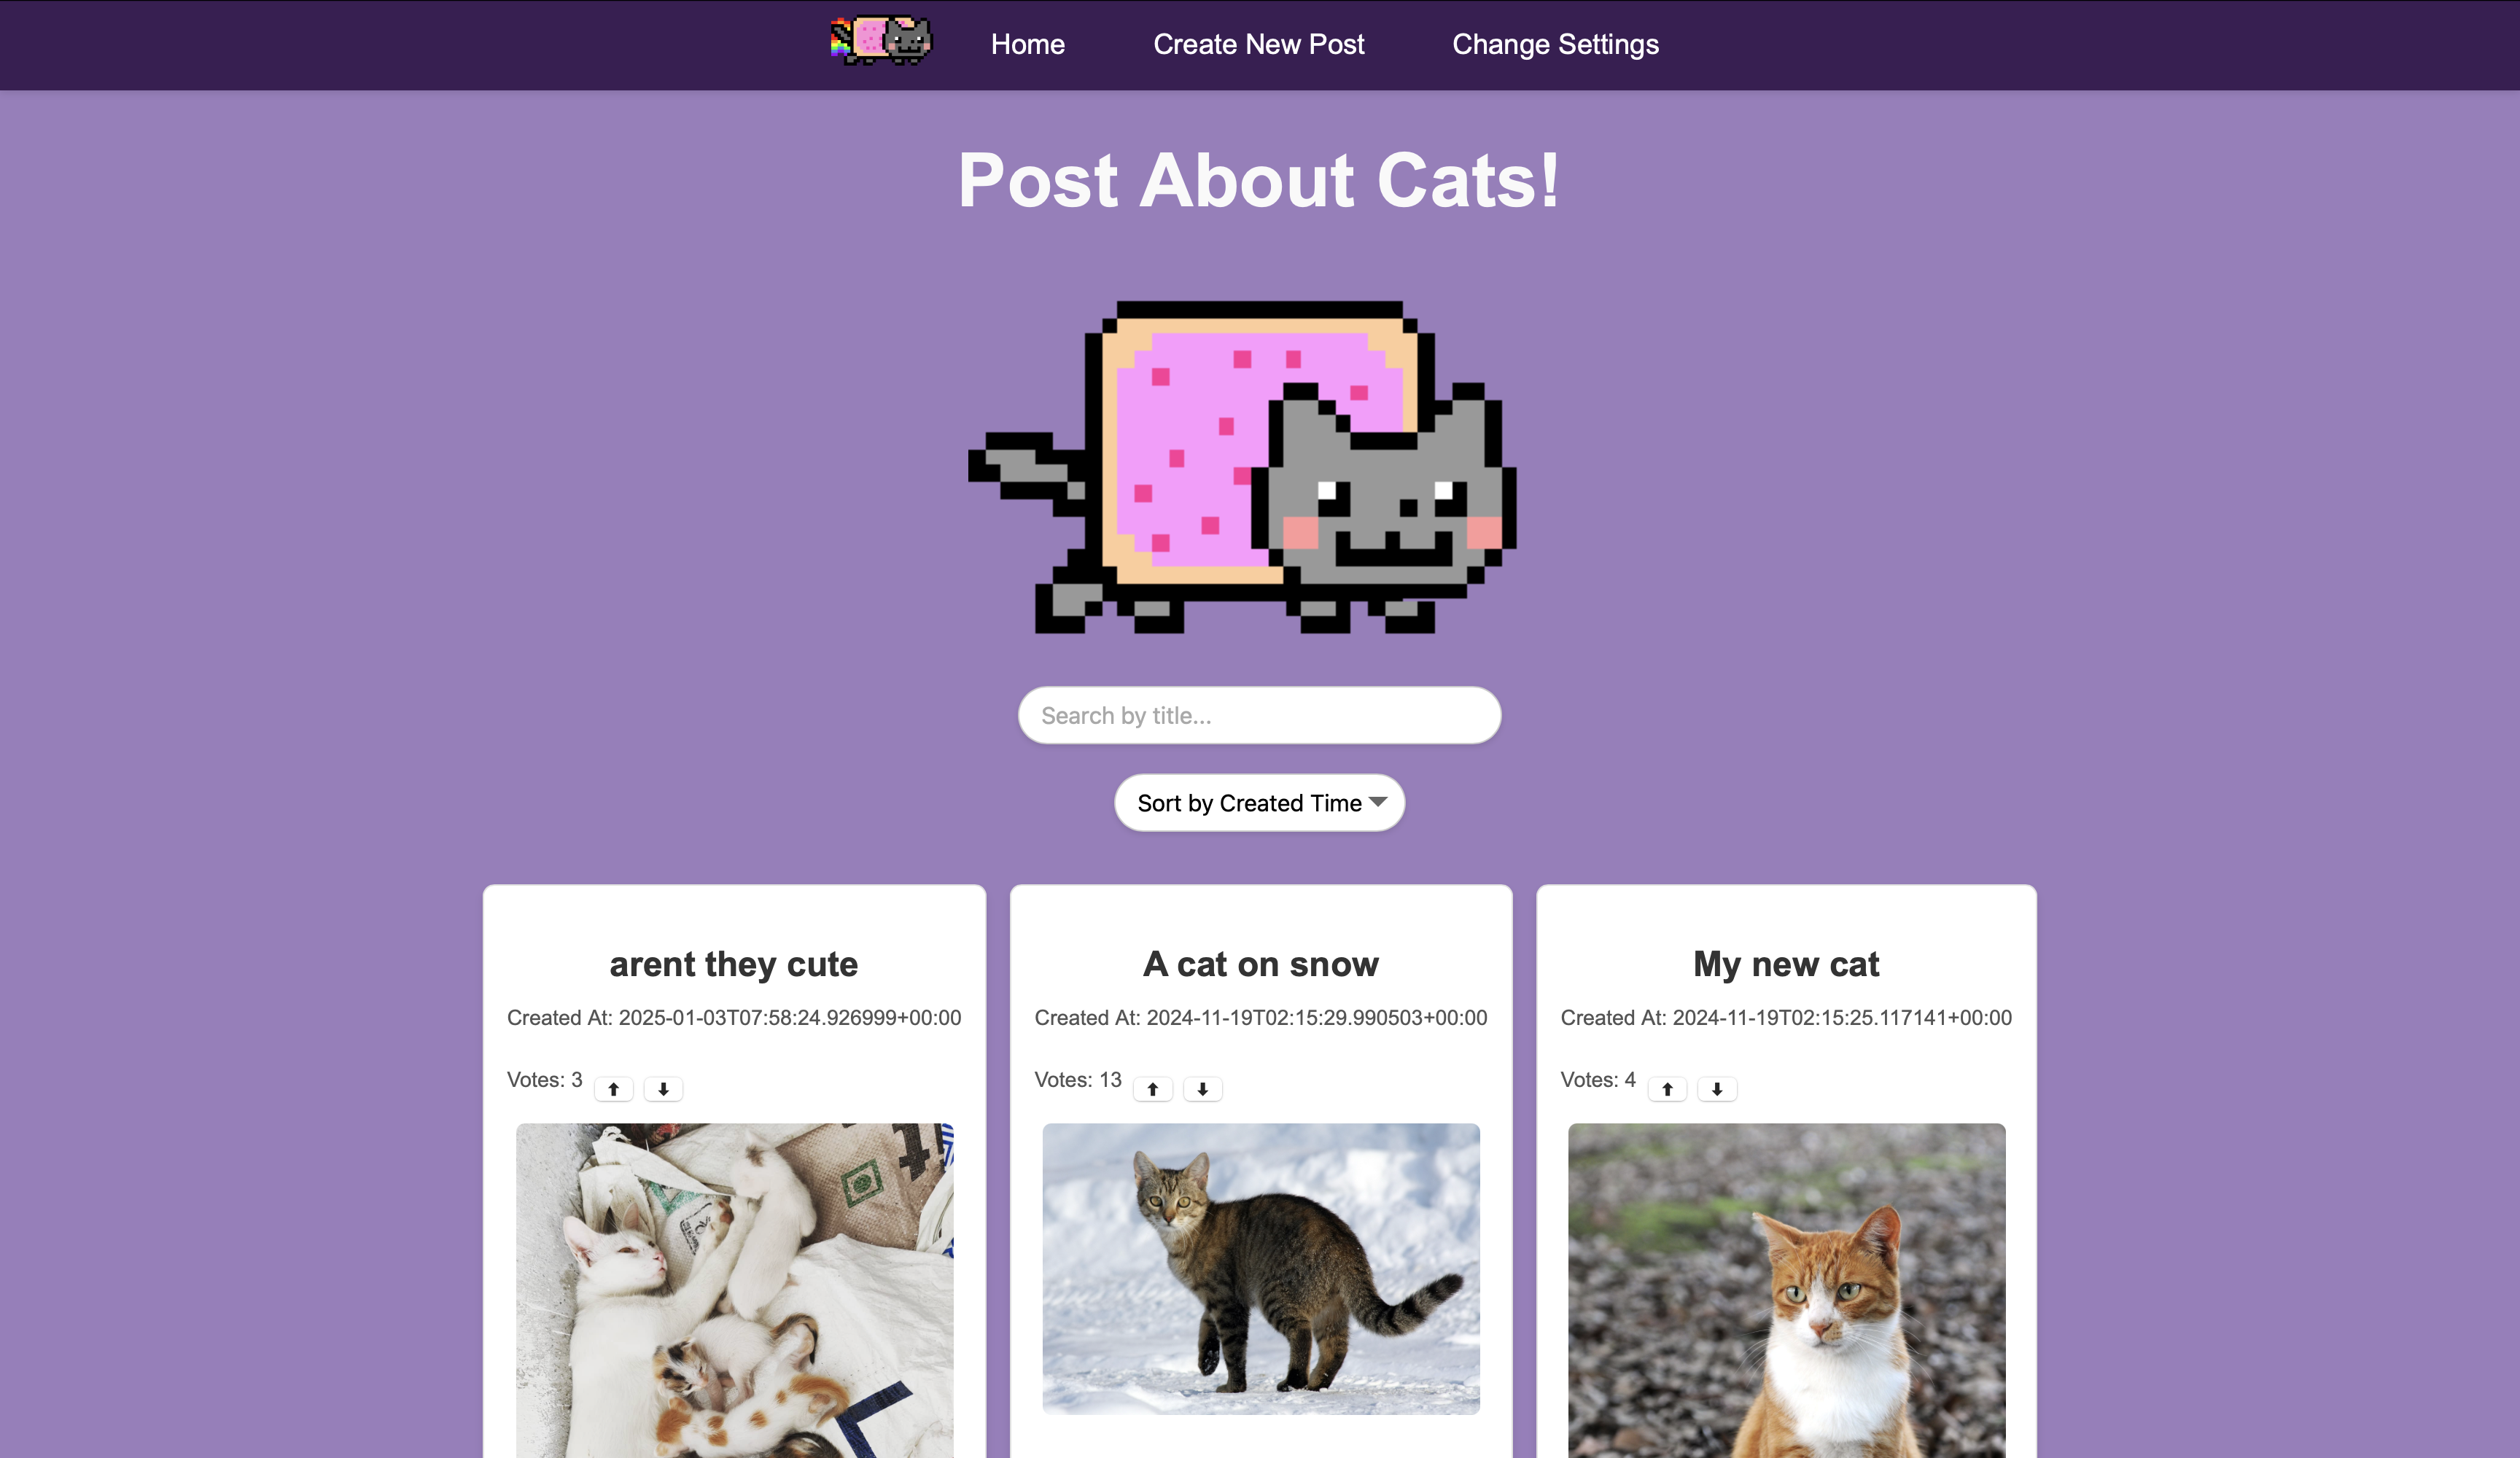 Home
Create New Post
Change Settings
Post About Cats!
Search by title...
Sort by Created Time
arent they cute
Created At: 2025-01-03T07:58:24.926999+00:00
Votes: 3
A cat on snow
Created At: 2024-11-19T02:15:29.990503+00:00
Votes: 13
My new cat
Created At: 2024-11-19T02:15:25.117141+00:00
Votes: 4